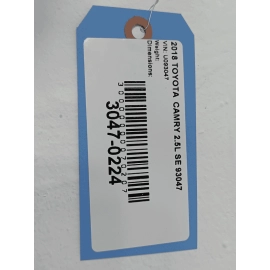 2018 TOYOTA CAMRY 2.5L SE 93047
VIN: U093047
Weight:
Dimensions:
3047-0224